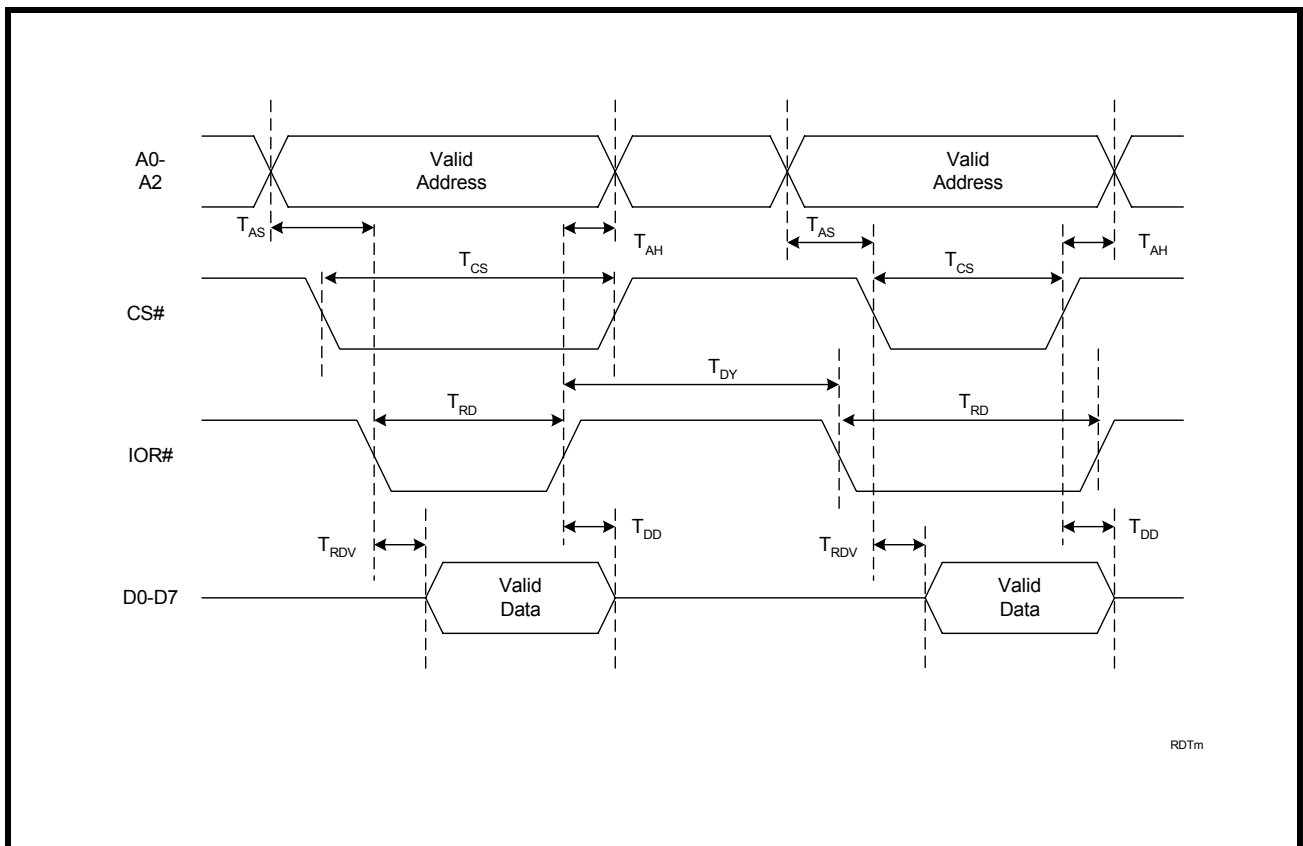 A0-
A2
Valid
Address
Valid
Address
TAS
TAH
TAS
TAH
TCS
TCS
CS#
TDY
TRD
TRD
IOR#
TRDV
TDD
TRDV
TDD
D0-D7
Valid
Data
Valid
Data
RDTm